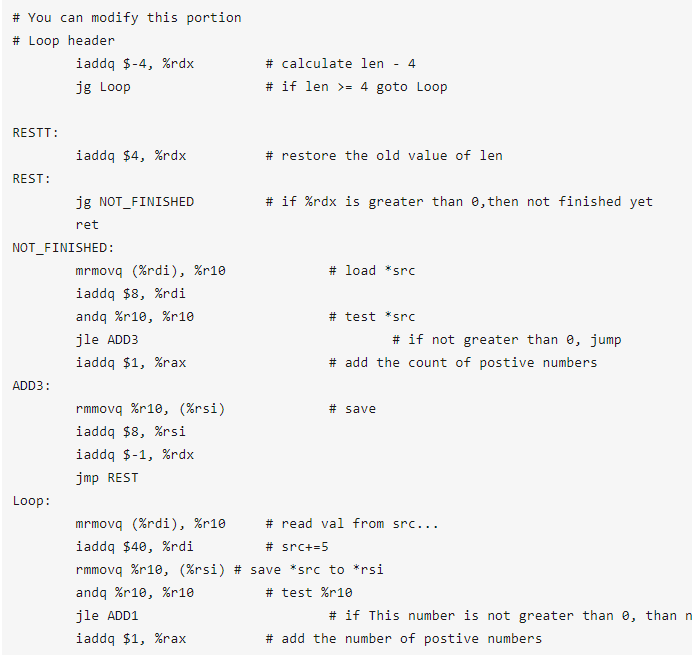 # You can modify this portion
# Loop header
        iaddq $-4, %rdx         # calculate len - 4
        jg Loop                 # if len >= 4 goto Loop

RESTT:
        iaddq $4, %rdx          # restore the old value of len
REST:
        jg NOT_FINISHED         # if %rdx is greater than 0,then not finished yet
        ret
NOT_FINISHED:
        mrmovq (%rdi), %r10             # load *src
        iaddq $8, %rdi
        andq %r10, %r10                 # test *src
        jle ADD3                                # if not greater than 0, jump
        iaddq $1, %rax                  # add the count of postive numbers
ADD3:
        rmmovq %r10, (%rsi)             # save
        iaddq $8, %rsi
        iaddq $-1, %rdx
        jmp REST
Loop:
        mrmovq (%rdi), %r10     # read val from src...
        iaddq $40, %rdi         # src+=5
        rmmovq %r10, (%rsi) # save *src to *rsi
        andq %r10, %r10         # test %r10
        jle ADD1                        # if This number is not greater than 0, than
        iaddq $1, %rax          # add the number of postive numbers